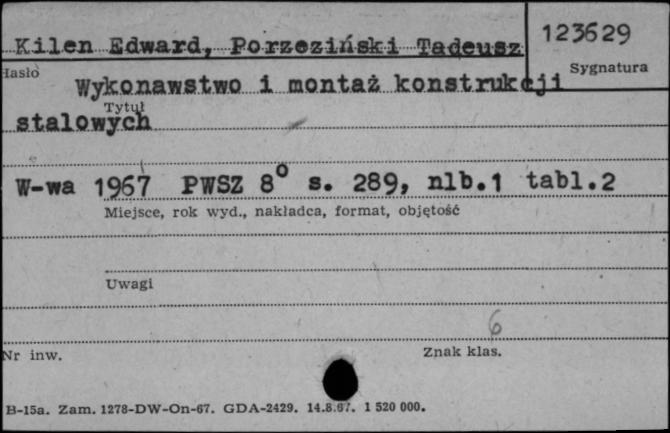 Kilen Edward, Porzeziński Tadeusz
123629
Hasło
Sygnatura
Wykonawstwo i montaż konstrukcji
Tytuł
stalowych
W-wa 1967 PWSZ 8° s. 289, nlb.1 tabl.2
Miejsce, rok wyd., nakładca, format, objętość
Uwagi
6
Nr inw.
Znak klas.
B-15a. Zam. 1278-DW-On-67. GDA-2429. 14.8.67. 1 520 000.